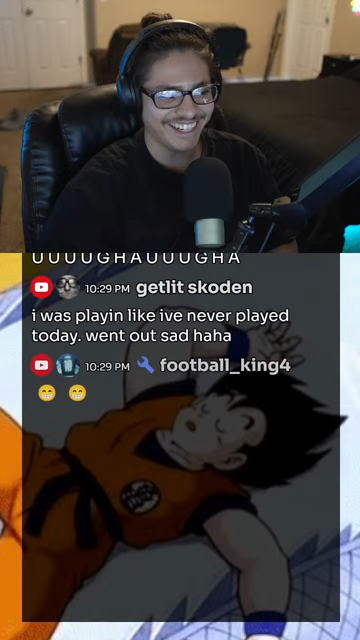 UUUUGHAUUUGHA
10:29 PM getlit skoden
i was playin like ive never played
today. went out sad haha
10:29 PM football_king4